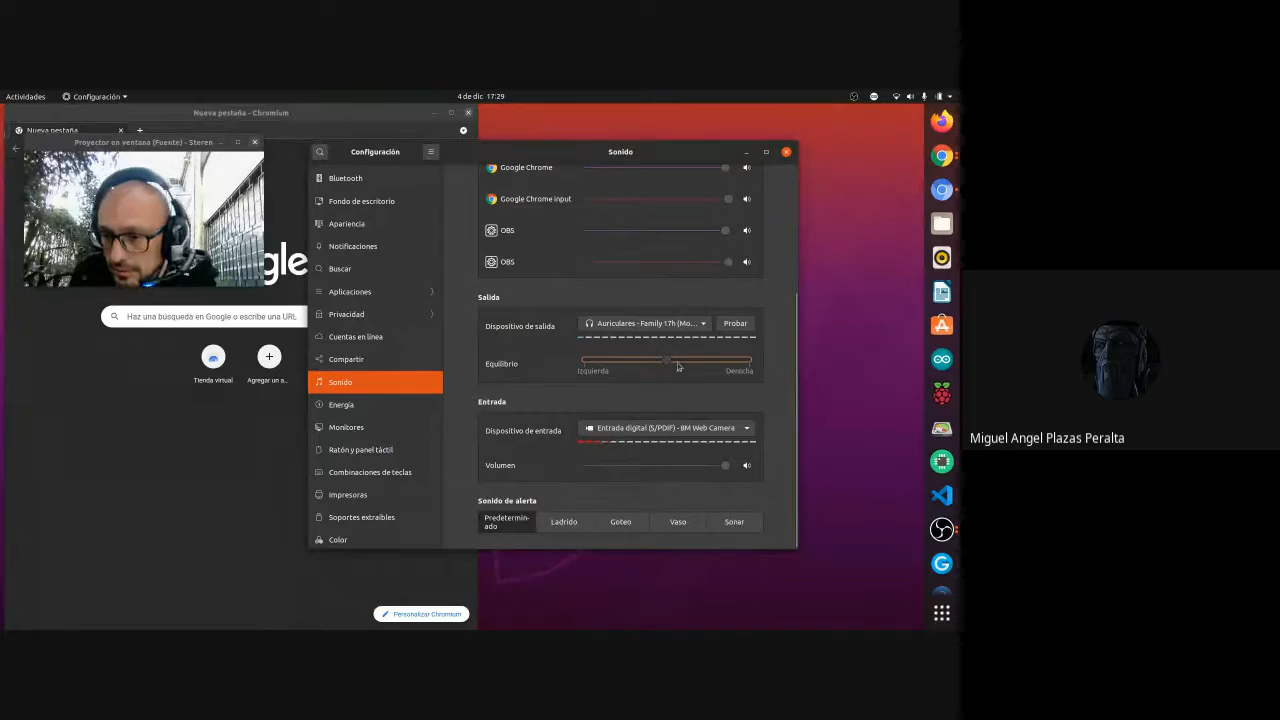 Actividades
Configuración
4 de dic 17:29
Nueva pestaña - Chromium
Nueva pestaña
Proyector en ventana (Fuente) - Steren
gle
Haz una búsqueda en Google o escribe una URL
Tienda virtual
Agregar un a...
Personalizar Chromium
Configuración
Sonido
Bluetooth
Fondo de escritorio
Apariencia
Notificaciones
Buscar
Aplicaciones
Privacidad
Cuentas en línea
Compartir
Sonido
Energía
Monitores
Ratón y panel táctil
Combinaciones de teclas
Impresoras
Soportes extraíbles
Color
Google Chrome
Google Chrome input
OBS
OBS
Salida
Dispositivo de salida
Auriculares - Family 17h (Mo...
Probar
Equilibrio
Izquierda
Derecha
Entrada
Dispositivo de entrada
Entrada digital (S/PDIF) - 8M Web Camera
Volumen
Sonido de alerta
Predetermin-
ado
Ladrido
Goteo
Vaso
Sonar
Miguel Angel Plazas Peralta